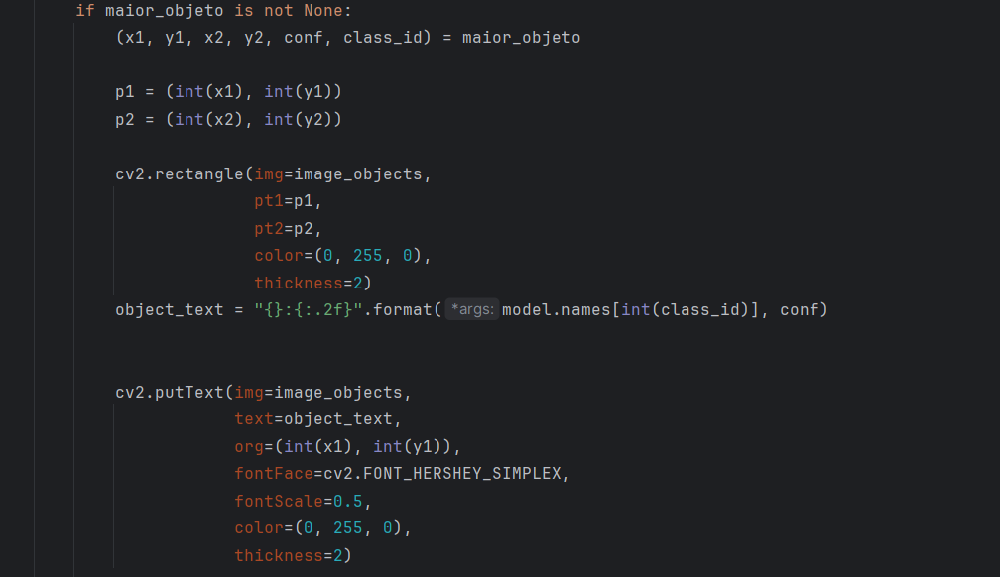 if maior_objeto is not None:
(x1, y1, x2, y2, conf, class_id) = maior_objeto
p1 = (int(x1), int(y1))
p2 = (int(x2), int(y2))
cv2.rectangle(img=image_objects,
pt1=p1,
pt2=p2,
color=(0, 255, 0),
thickness=2)
object_text = "{}:{:.2f}".format( *args: model.names[int(class_id)], conf)
cv2.putText(img=image_objects,
text=object_text,
org=(int(x1), int(y1)),
fontFace=cv2.FONT_HERSHEY_SIMPLEX,
fontScale=0.5,
color=(0, 255, 0),
thickness=2)